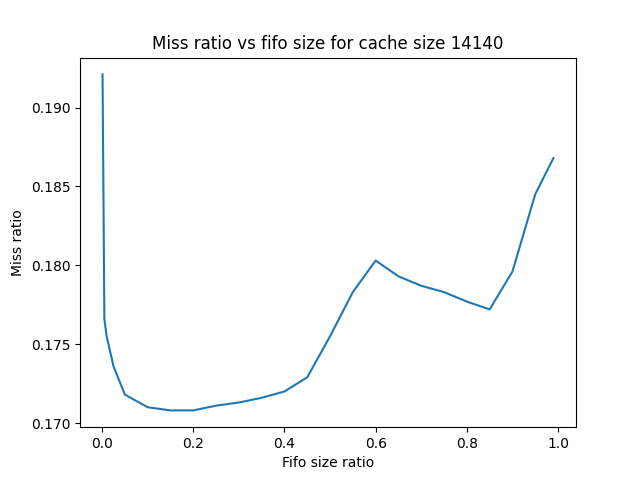 Miss ratio vs fifo size for cache size 14140
Miss ratio
0.190
0.185
0.180
0.175
0.170
0.0 0.2 0.4 0.6 0.8 1.0
Fifo size ratio